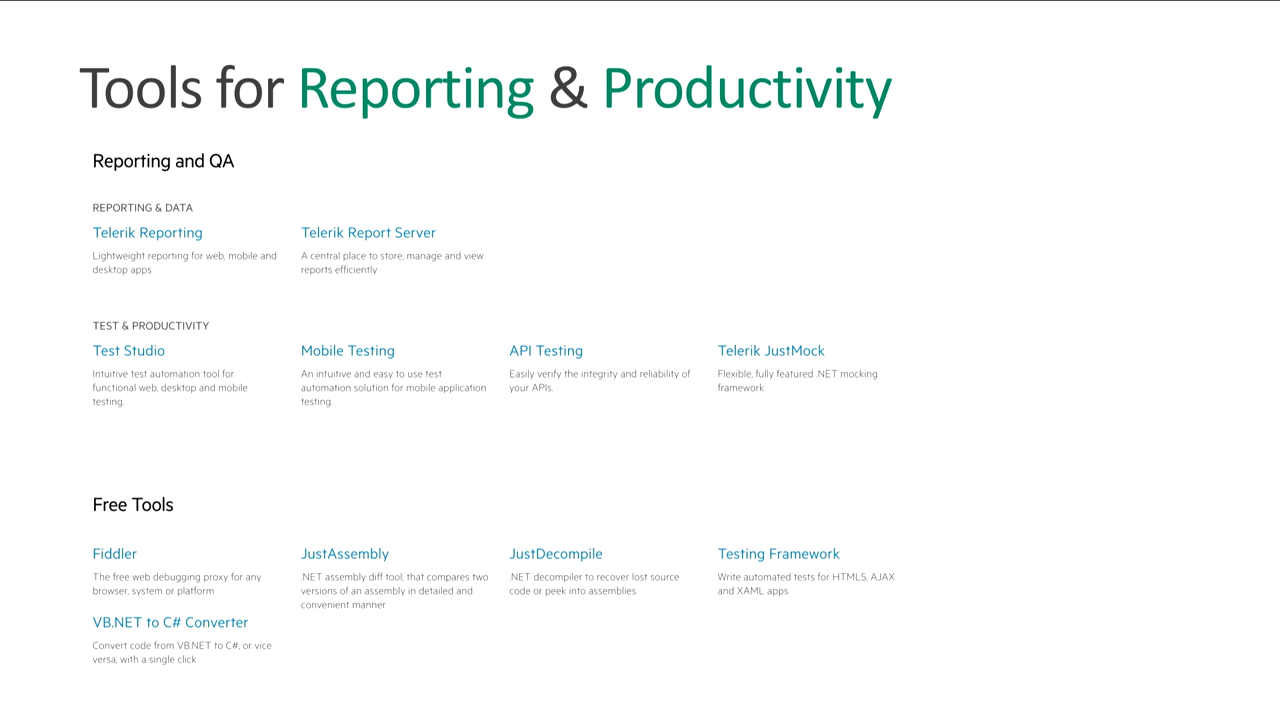 Tools for Reporting & Productivity
Reporting and QA
REPORTING & DATA
Telerik Reporting
Lightweight reporting for web, mobile and
desktop apps
Telerik Report Server
A central place to store, manage and view
reports efficiently
TEST & PRODUCTIVITY
Test Studio
Intuitive test automation tool for
functional web, desktop and mobile
testing.
Mobile Testing
An intuitive and easy to use test
automation solution for mobile application
testing.
API Testing
Easily verify the integrity and reliability of
your APIs.
Telerik JustMock
Flexible, fully featured .NET mocking
framework
Free Tools
Fiddler
The free web debugging proxy for any
browser, system or platform
JustAssembly
.NET assembly diff tool, that compares two
versions of an assembly in detailed and
convenient manner
JustDecompile
.NET decompiler to recover lost source
code or peek into assemblies
Testing Framework
Write automated tests for HTML5, AJAX
and XAML apps
VB.NET to C# Converter
Convert code from VB.NET to C#, or vice
versa, with a single click